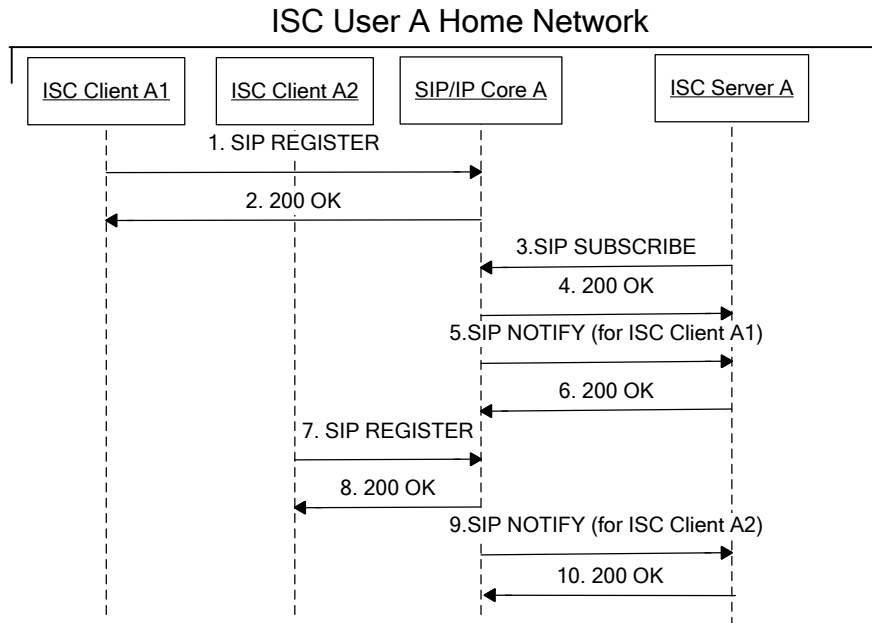 ISC User A Home Network
ISC Client A1
ISC Client A2
SIP/IP Core A
ISC Server A
1. SIP REGISTER
2. 200 OK
3.SIP SUBSCRIBE
4. 200 OK
5.SIP NOTIFY (for ISC Client A1)
6. 200 OK
7. SIP REGISTER
8. 200 OK
9.SIP NOTIFY (for ISC Client A2)
10. 200 OK